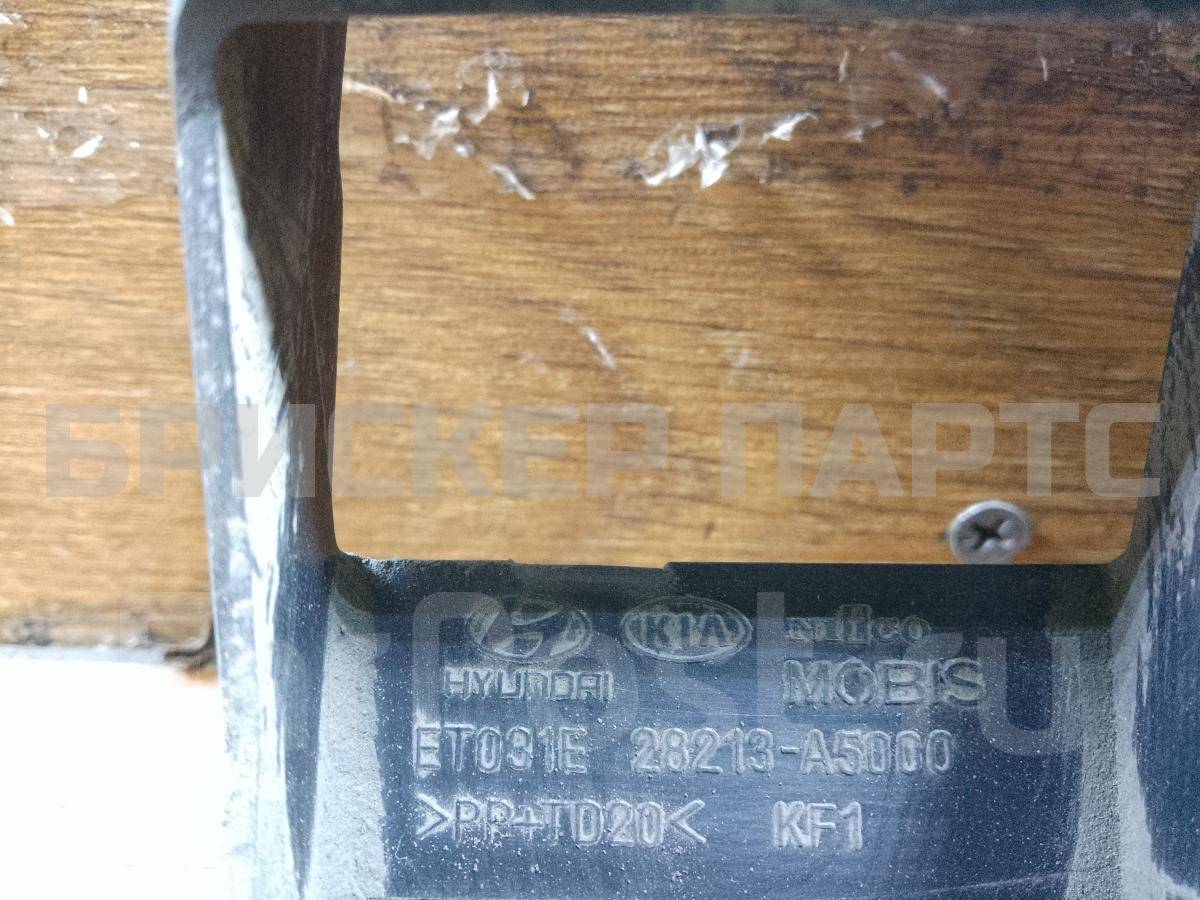 БРИСКЕР ПАРТС
KIA
HYUNDAI MOBIS
ET031E 28213-A5000
>PP+TD20< KF1